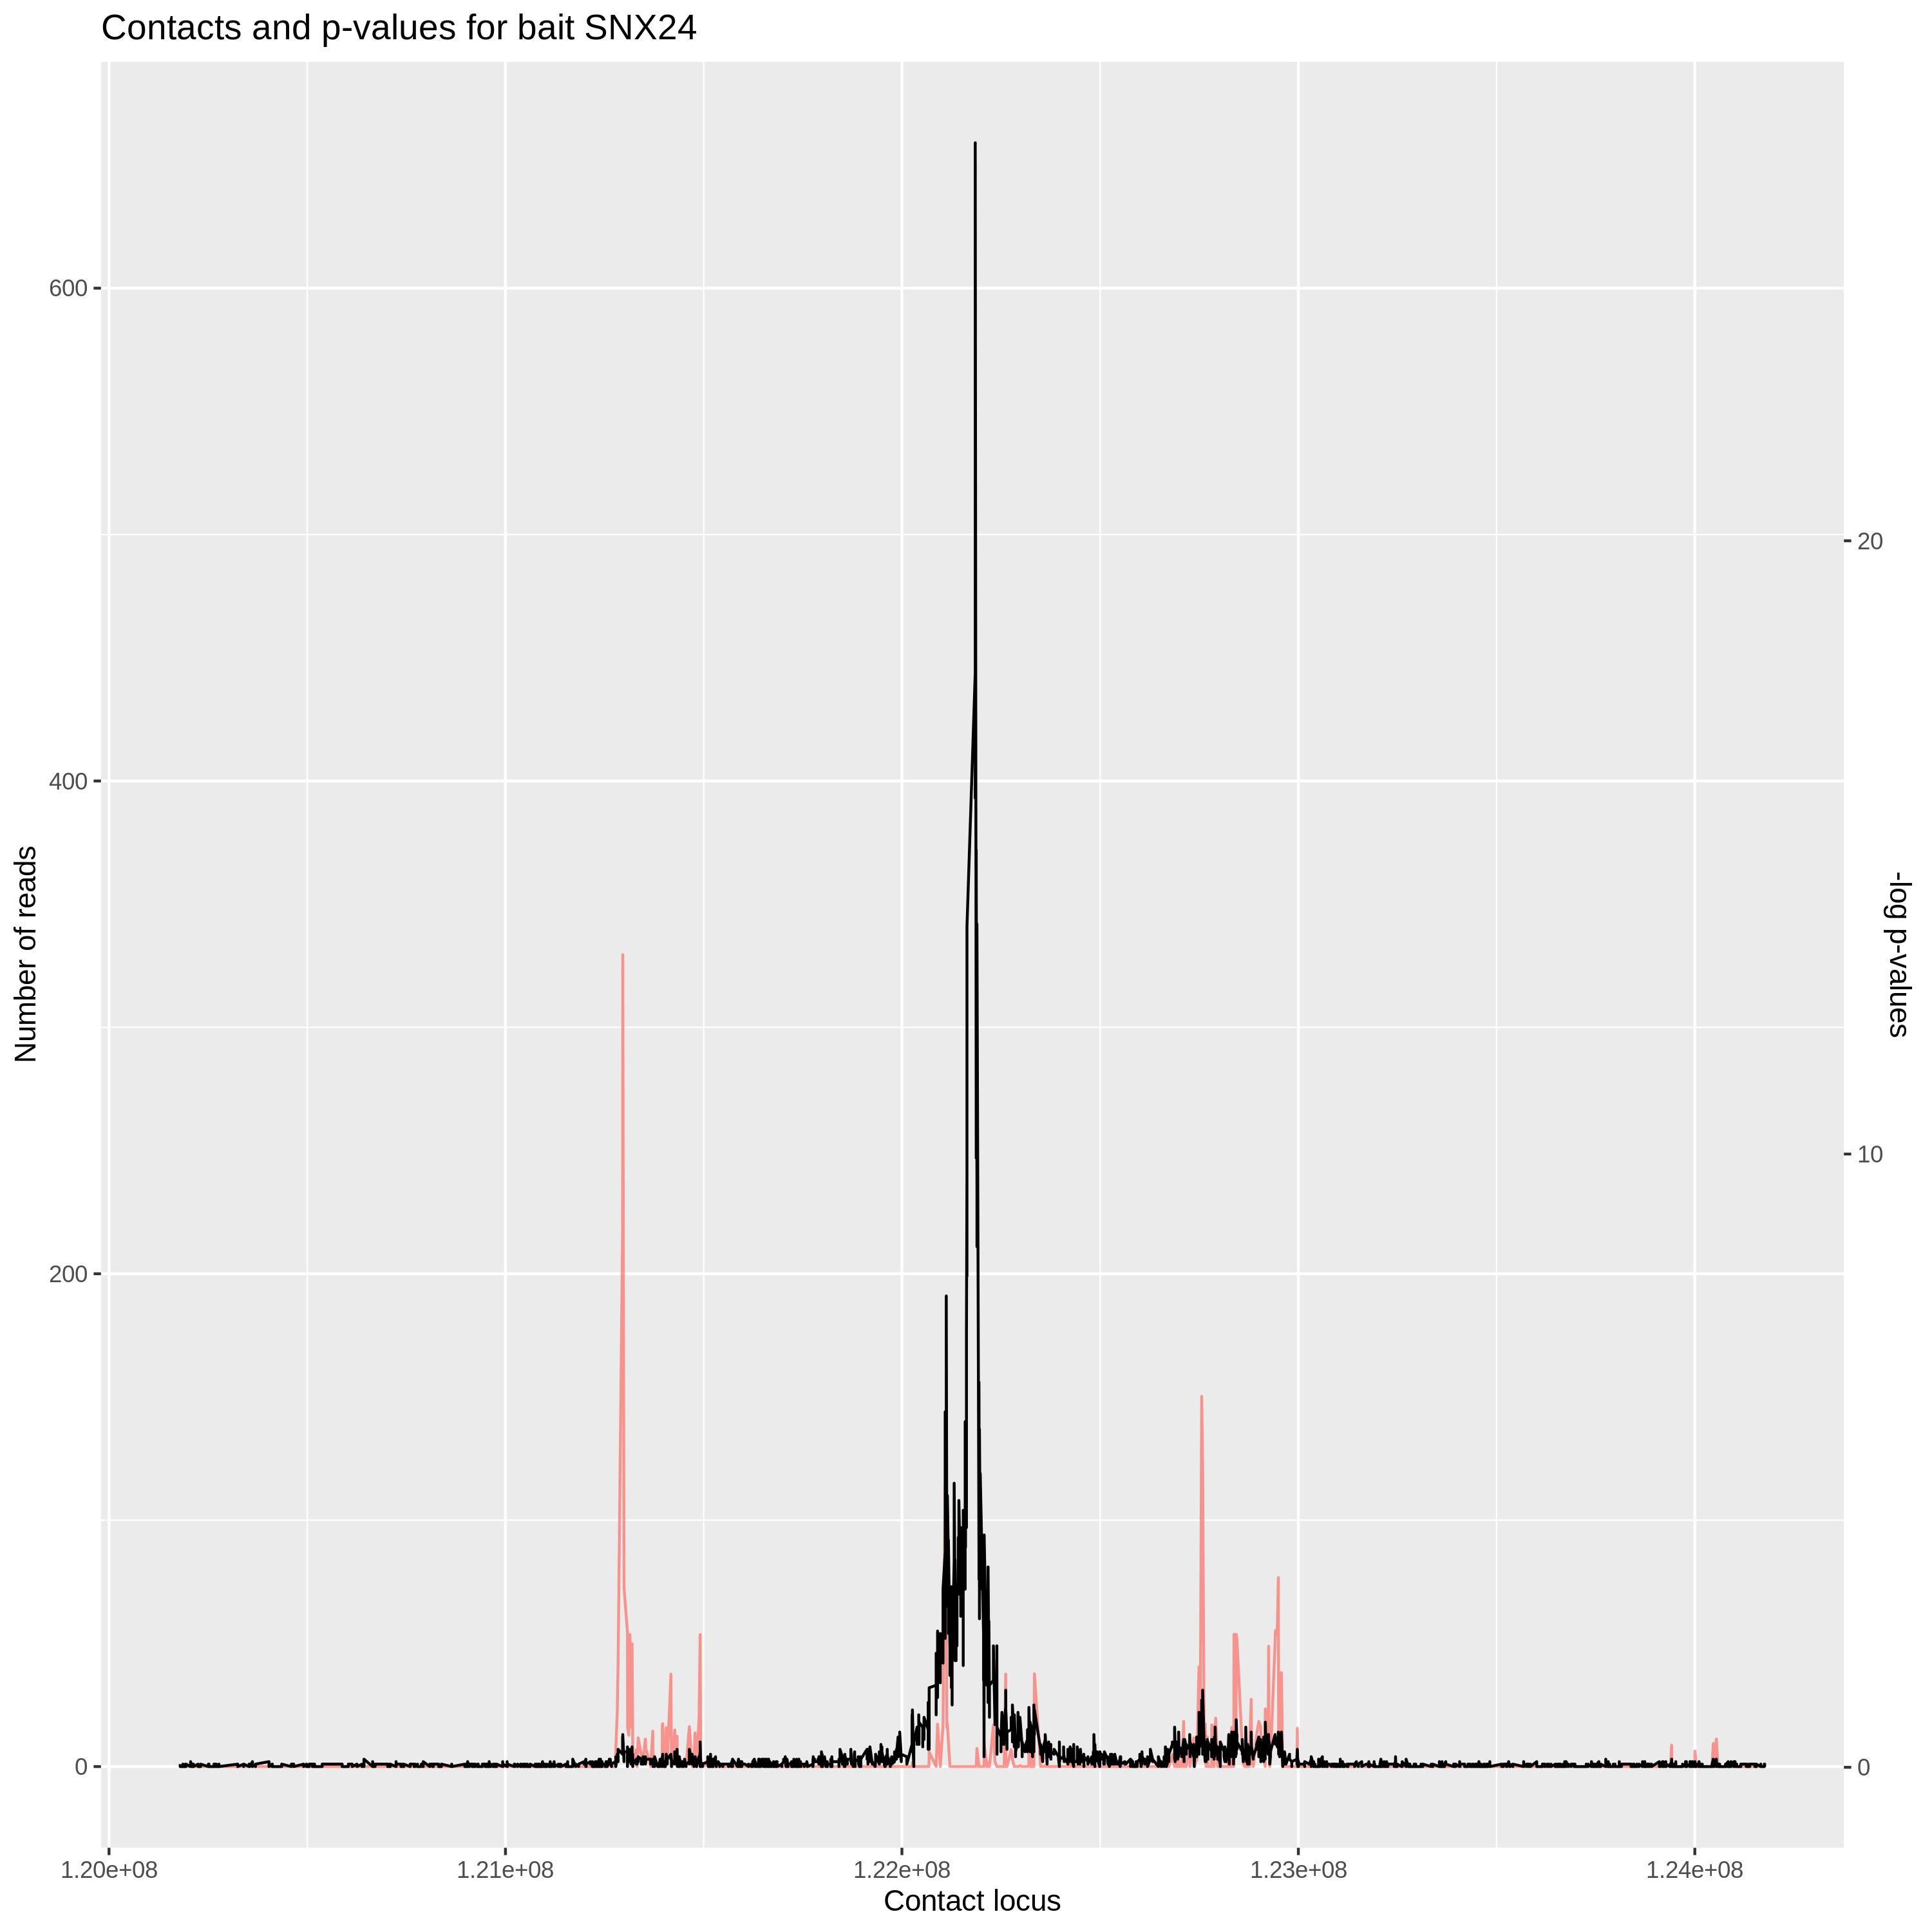 Contacts and p-values for bait SNX24
600
400
200
0
Number of reads
20
10
0
-log p-values
1.20e+08
1.21e+08
1.22e+08
1.23e+08
1.24e+08
Contact locus